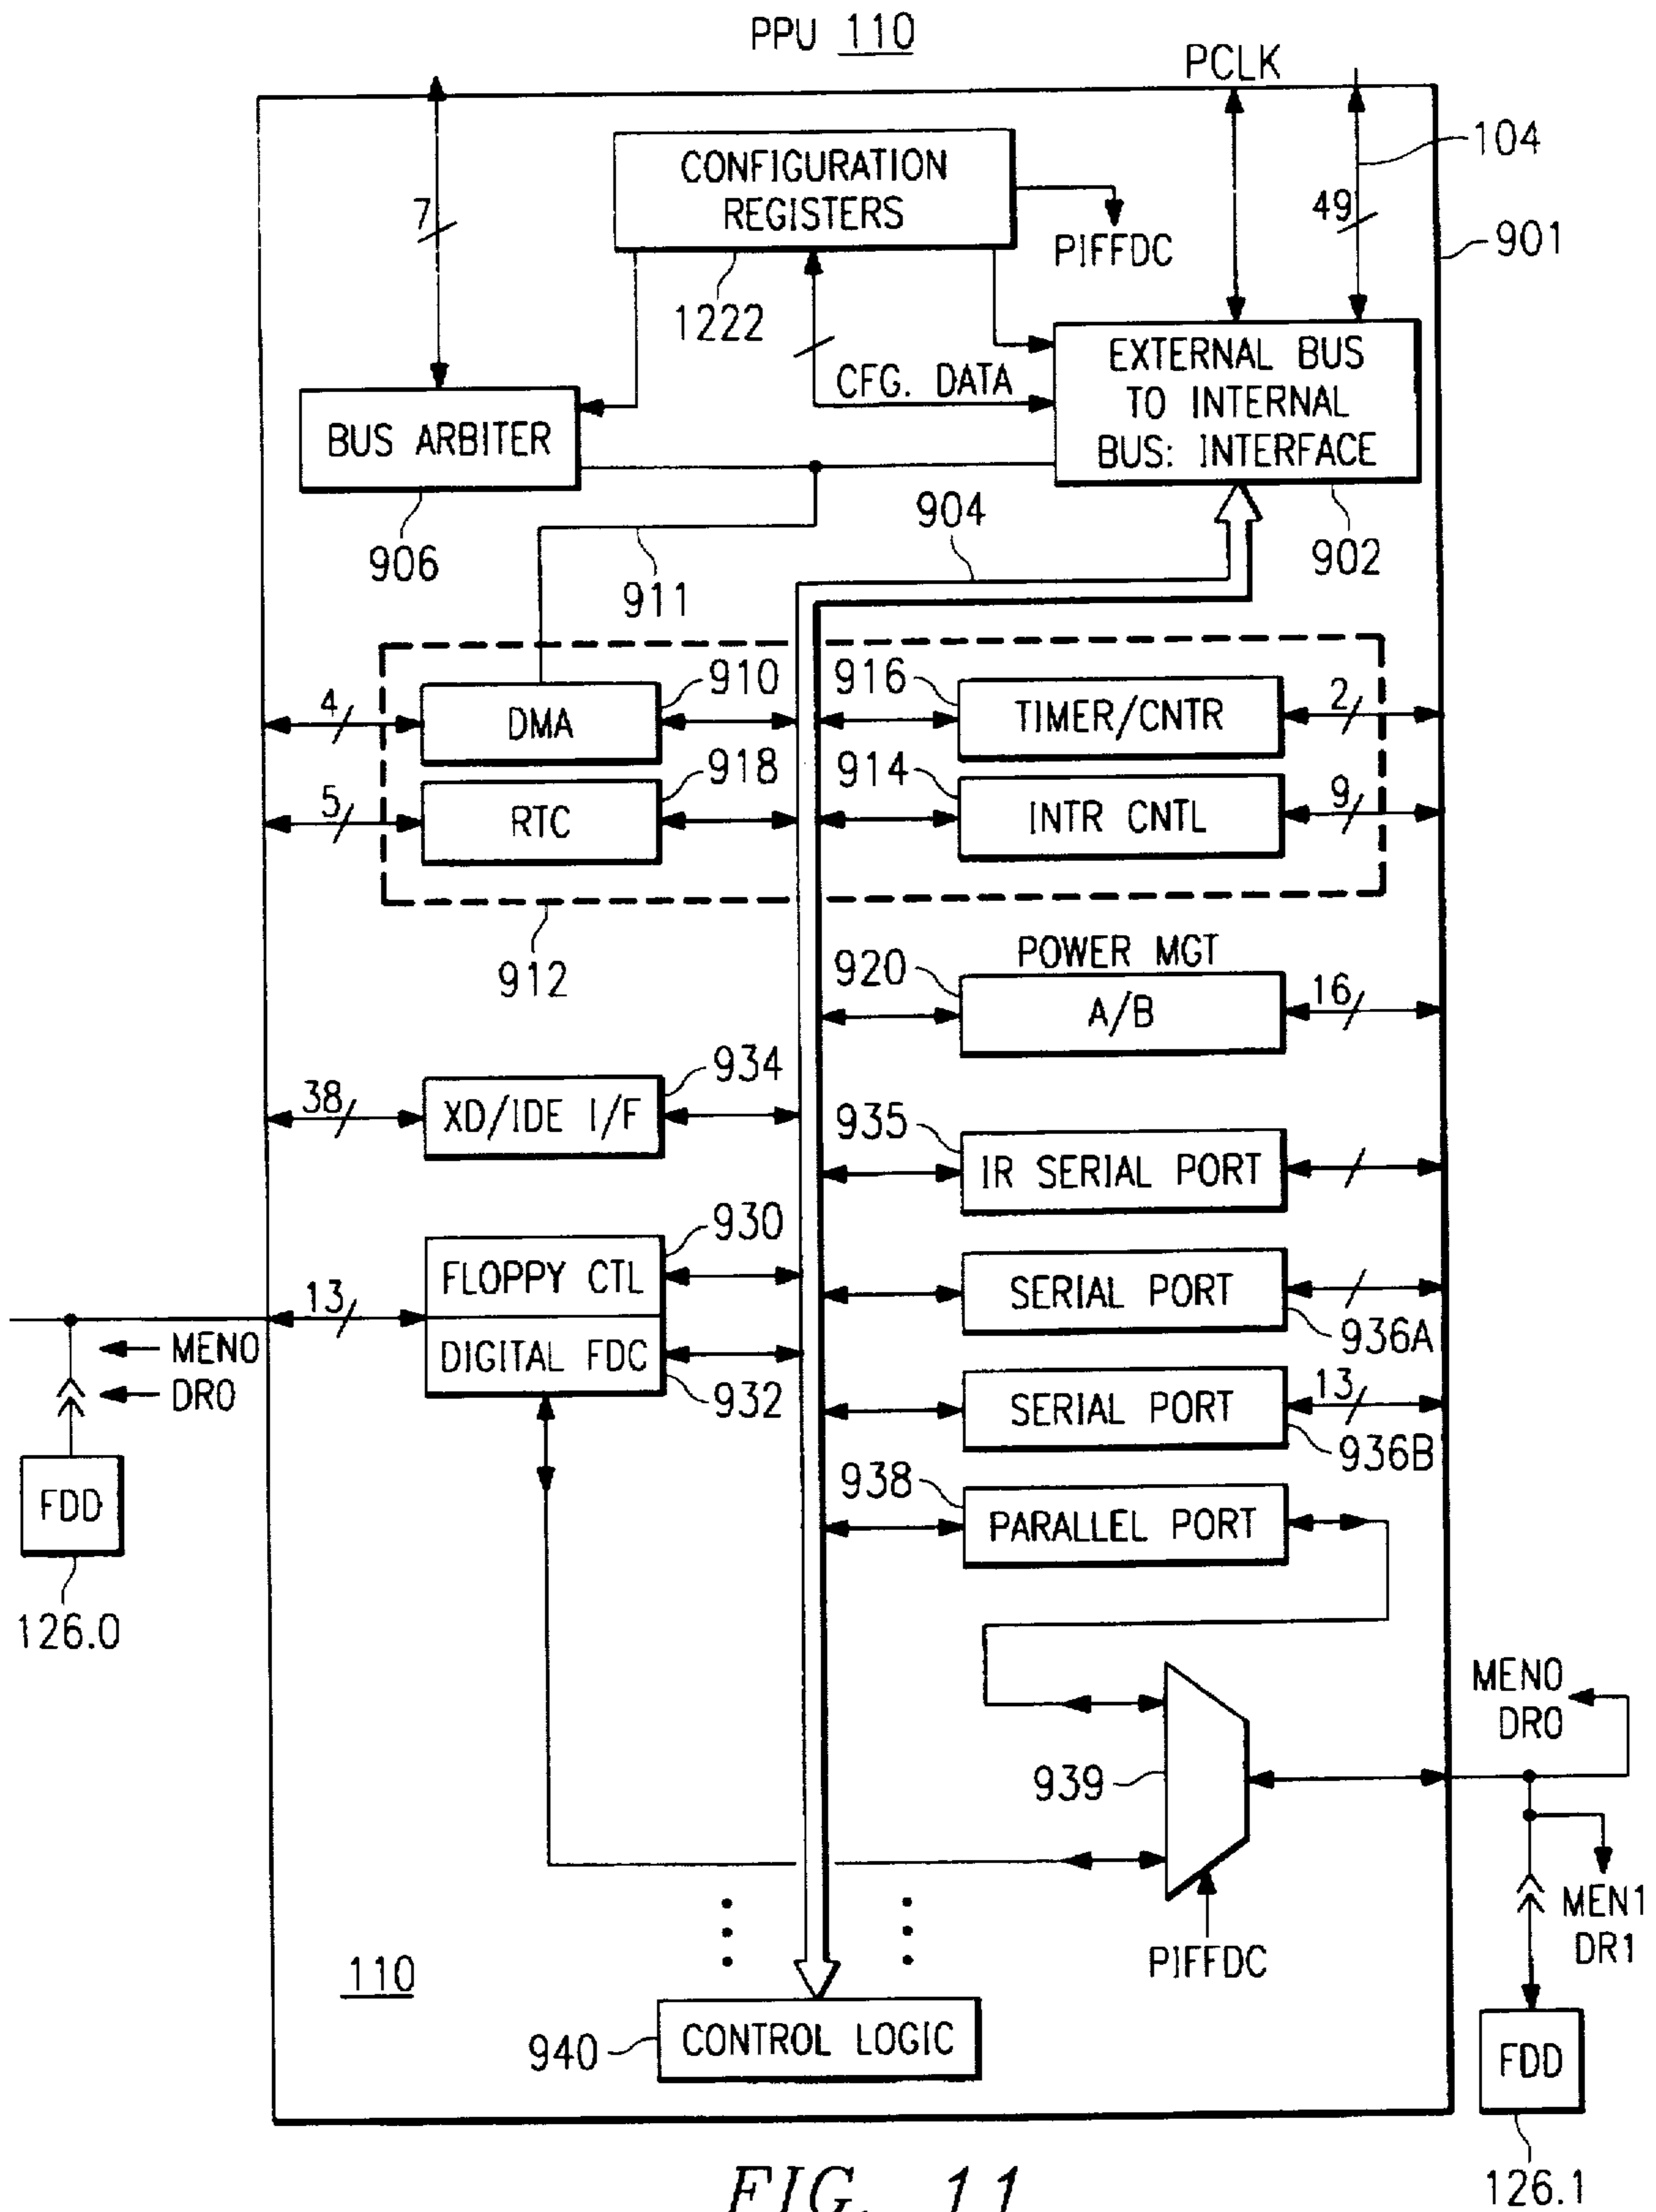 PPU 110
PCLK
104
CONFIGURATION
REGISTERS
7
49
901
PIFFDC
1222
EXTERNAL BUS
TO INTERNAL
BUS: INTERFACE
CFG. DATA
BUS ARBITER
904
906
902
911
910
916
4
DMA
TIMER/CNTR
2
918
914
5
RTC
INTR CNTL
9
912
POWER MGT
920
A/B
16
934
38
XD/IDE I/F
935
IR SERIAL PORT
930
FLOPPY CTL
SERIAL PORT
13
936A
MENO
DIGITAL FDC
DRO
932
SERIAL PORT
13
936B
938
FDD
PARALLEL PORT
126.0
MENO
DRO
939
MEN1
DR1
PIFFDC
110
CONTROL LOGIC
940
FDD
126.1
FIG. 11